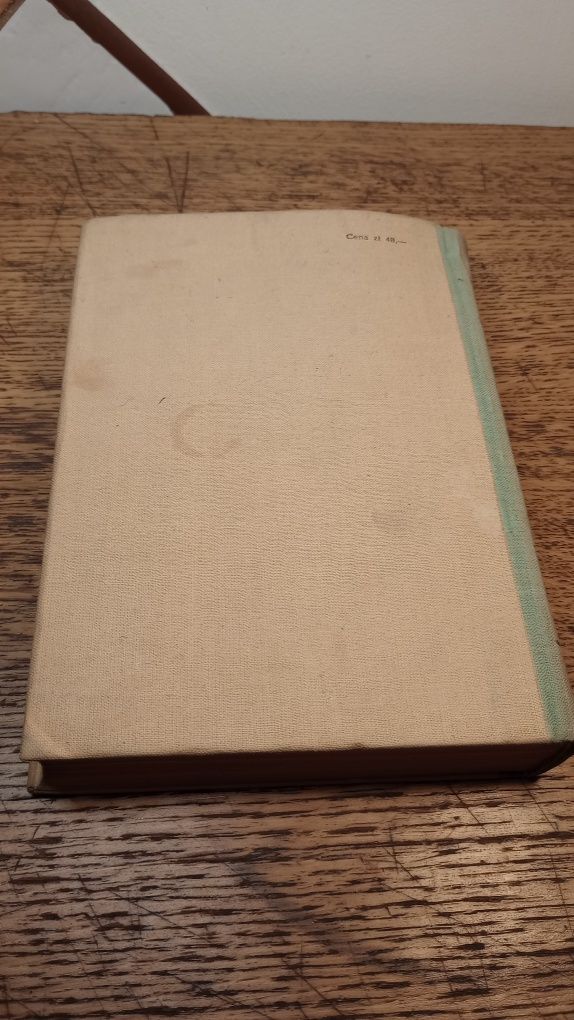 Cena zł 48,—